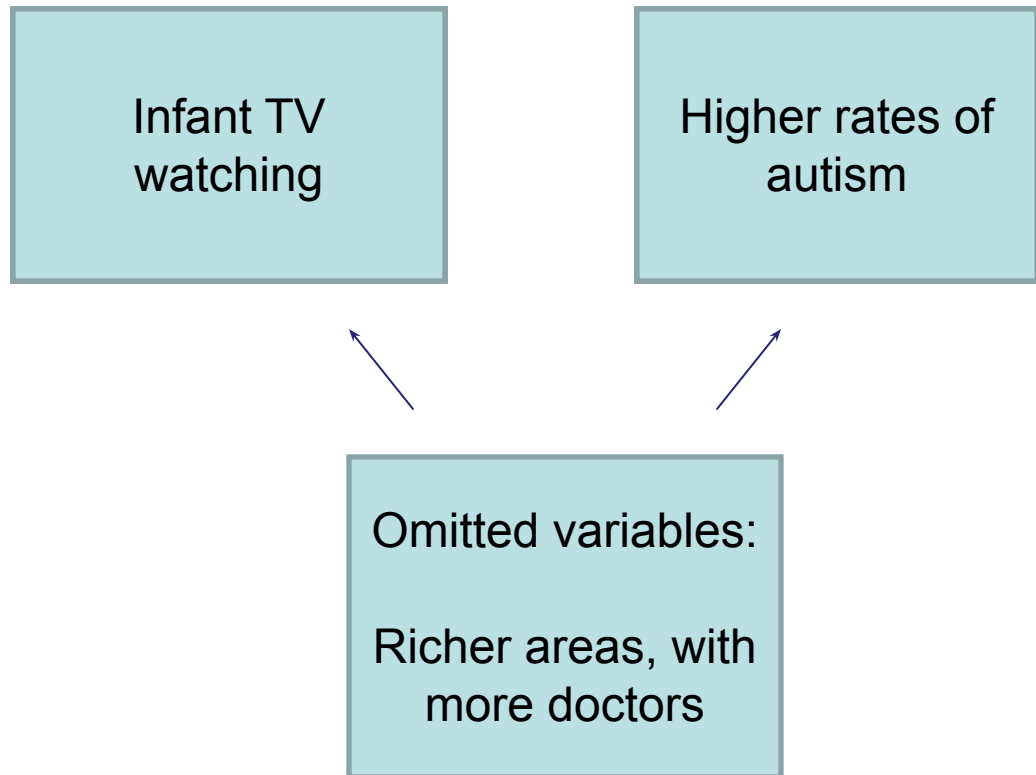 Infant TV
watching
Higher rates of
autism
Omitted variables:
Richer areas, with
more doctors